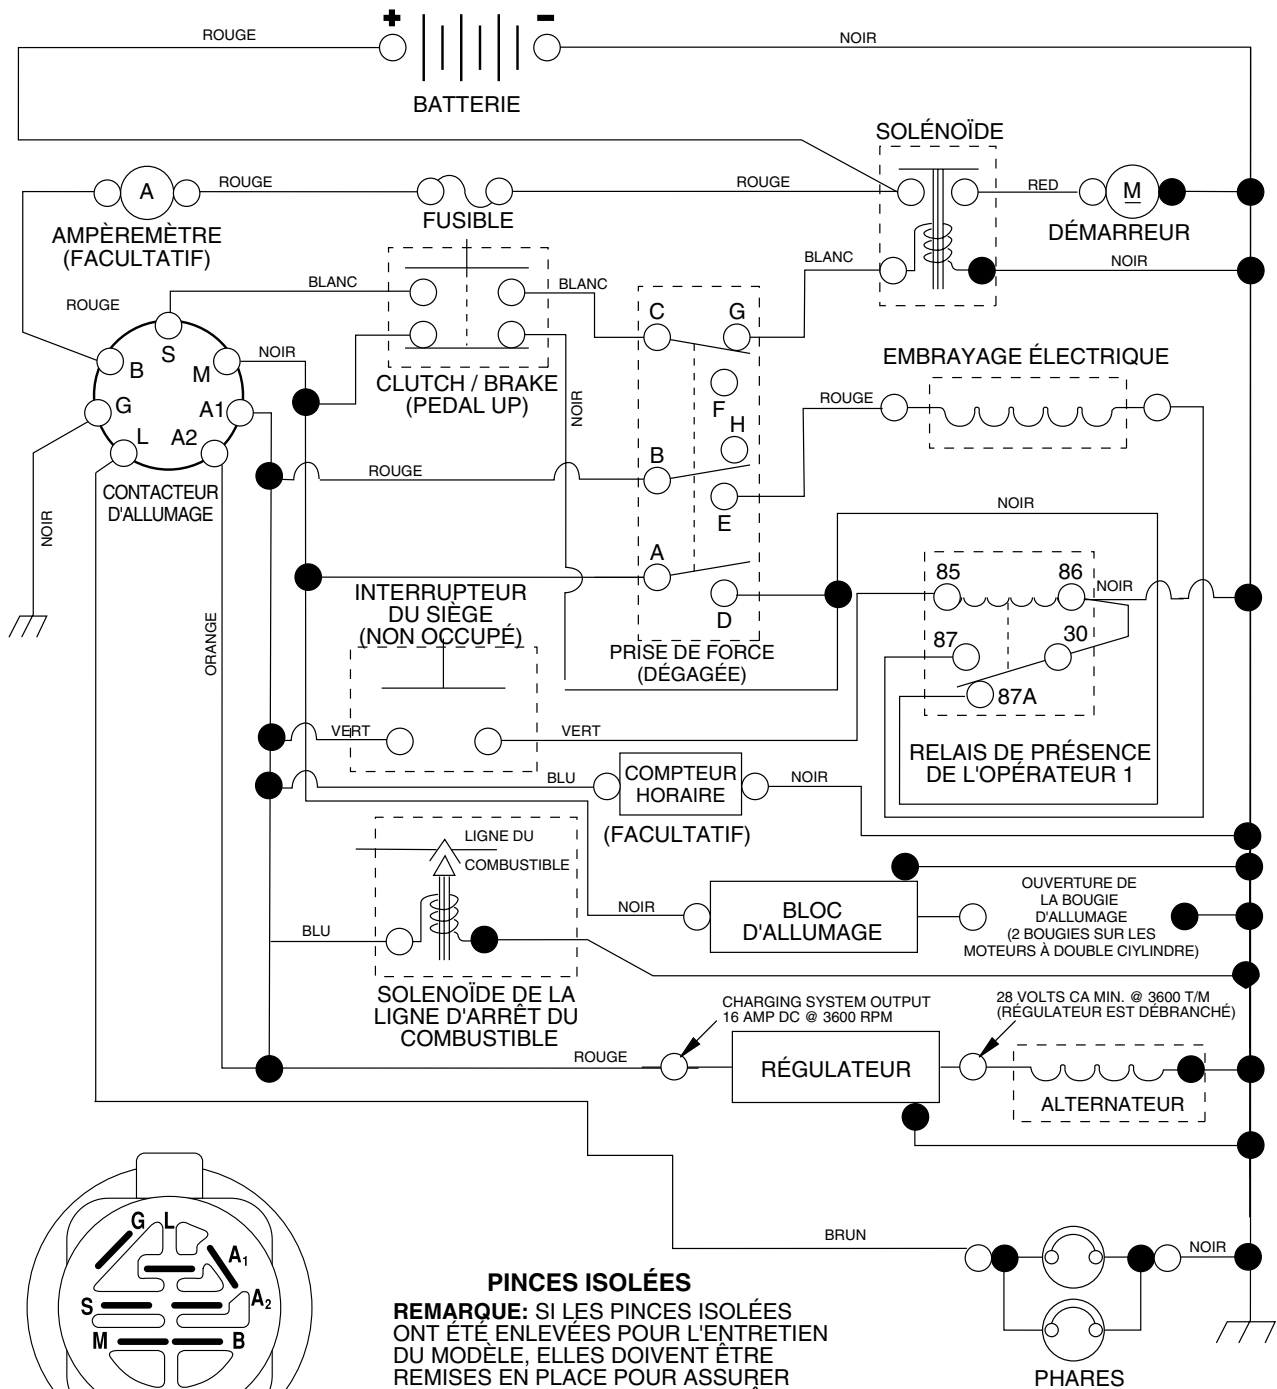 +
-
ROUGE
NOIR
BATTERIE
SOLÉNOÏDE
A
ROUGE
ROUGE
RED
M
FUSIBLE
AMPÈREMÈTRE
(FACULTATIF)
DÉMARREUR
BLANC
NOIR
ROUGE
BLANC
BLANC
C
G
S
B
M
NOIR
CLUTCH / BRAKE
(PEDAL UP)
EMBRAYAGE ÉLECTRIQUE
ROUGE
F
G
A1
NOIR
H
L
A2
B
ROUGE
E
CONTACTEUR
D'ALLUMAGE
NOIR
NOIR
A
D
INTERRUPTEUR
DU SIÈGE
(NON OCCUPÉ)
85
86
NOIR
87
30
87A
ORANGE
PRISE DE FORCE
(DÉGAGÉE)
VERT
VERT
RELAIS DE PRÉSENCE
DE L'OPÉRATEUR 1
BLU
COMPTEUR
HORAIRE
NOIR
(FACULTATIF)
LIGNE DU
COMBUSTIBLE
NOIR
BLOC
D'ALLUMAGE
OUVERTURE DE
LA BOUGIE
D'ALLUMAGE
(2 BOUGIES SUR LES
MOTEURS À DOUBLE CIYLINDRE)
BLU
SOLENOÏDE DE LA
LIGNE D'ARRÊT DU
COMBUSTIBLE
CHARGING SYSTEM OUTPUT
16 AMP DC @ 3600 RPM
28 VOLTS CA MIN. @ 3600 T/M
(RÉGULATEUR EST DÉBRANCHÉ)
ROUGE
RÉGULATEUR
ALTERNATEUR
G
L
A1
A2
S
M
B
BRUN
NOIR
PHARES
PINCES ISOLÉES
REMARQUE: SI LES PINCES ISOLÉES
ONT ÉTÉ ENLEVÉES POUR L'ENTRETIEN
DU MODÈLE, ELLES DOIVENT ÊTRE
REMISES EN PLACE POUR ASSURER